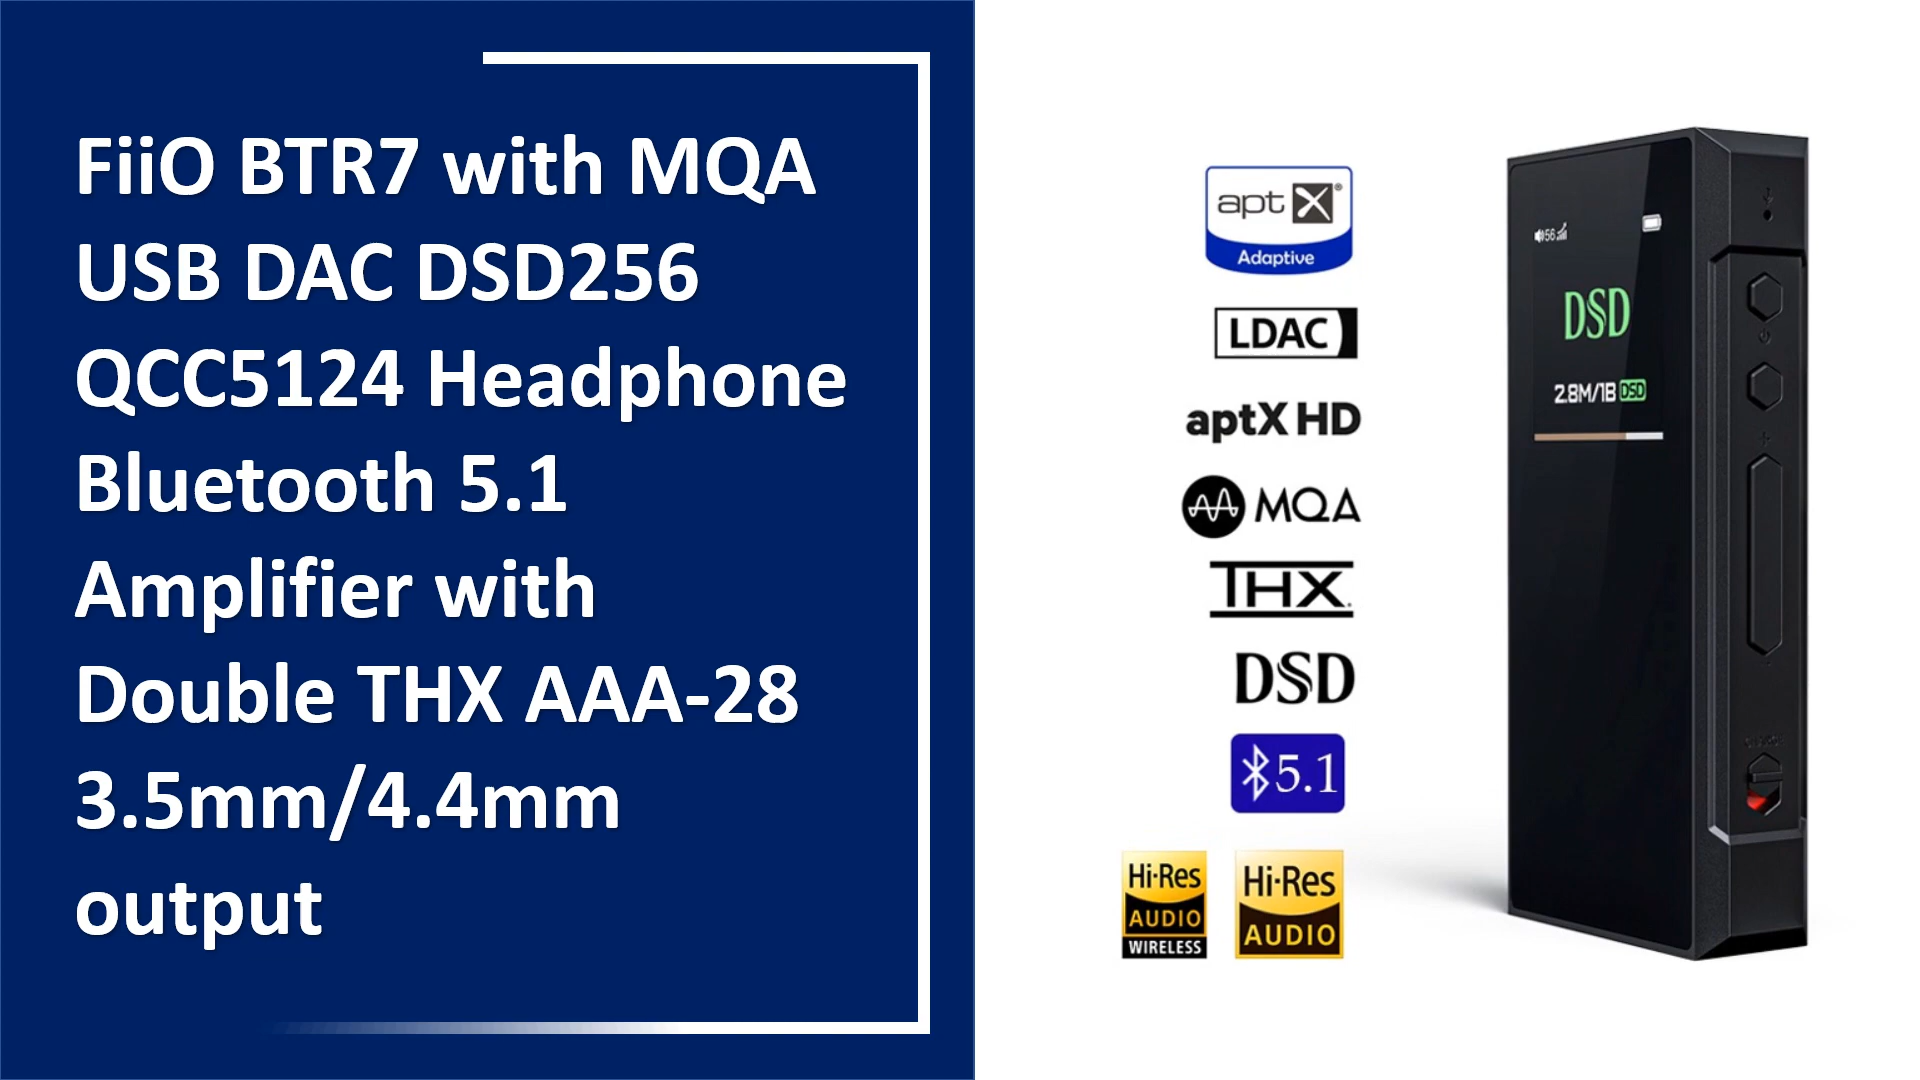 FiiO BTR7 with MQA
USB DAC DSD256
QCC5124 Headphone
Bluetooth 5.1
Amplifier with
Double THX AAA-28
3.5mm/4.4mm
output
aptX®
Adaptive
LDAC
aptX HD
MQA
THX
DSD
5.1
Hi-Res
AUDIO
WIRELESS
Hi-Res
AUDIO
56
DSD
2.8M/1B DSD